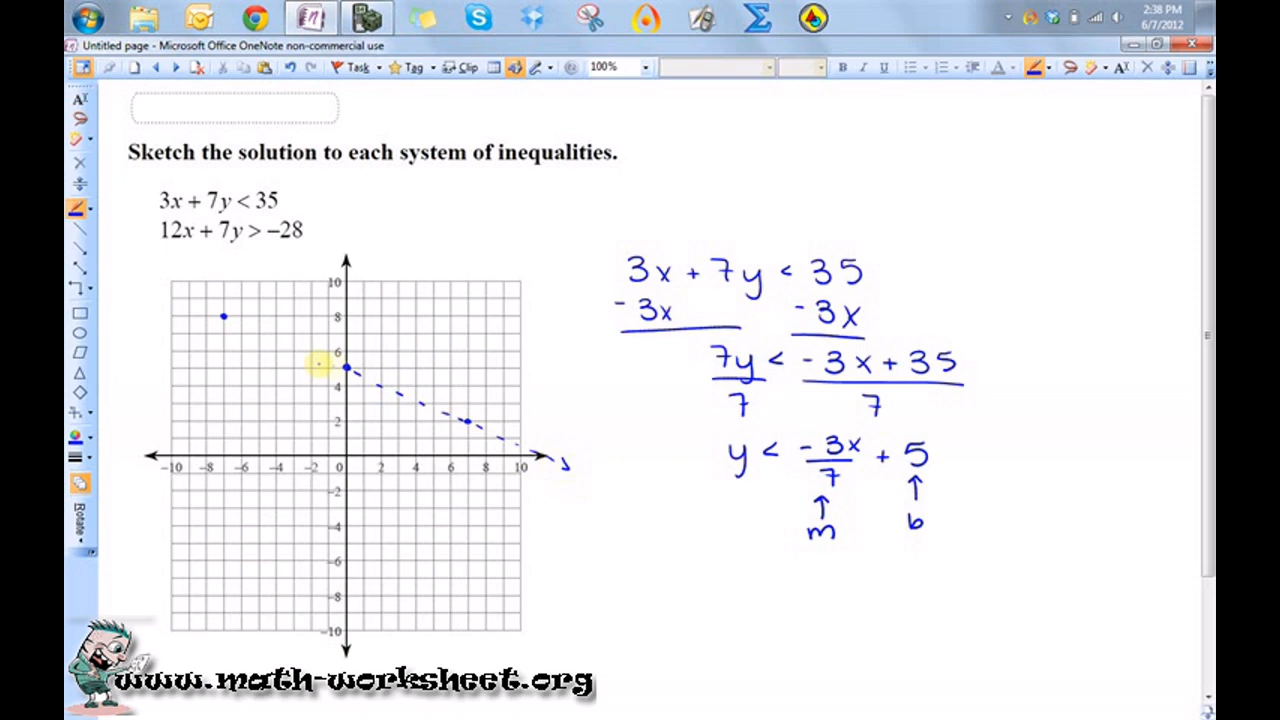 2:38 PM
6/7/2012
Untitled page - Microsoft Office OneNote non-commercial use
Task Tag Clip 100% B I U A
Sketch the solution to each system of inequalities.
3x + 7y < 35
12x + 7y > –28
3x + 7y < 35
-3x -3x
7y < -3x + 35
7 7
y < -3x/7 + 5
↑ ↑
m b
10
8
6
4
2
-10 -8 -6 -4 -2 0 2 4 6 8 10
-2
-4
-6
-8
-10
Rotate
www.math-worksheet.org